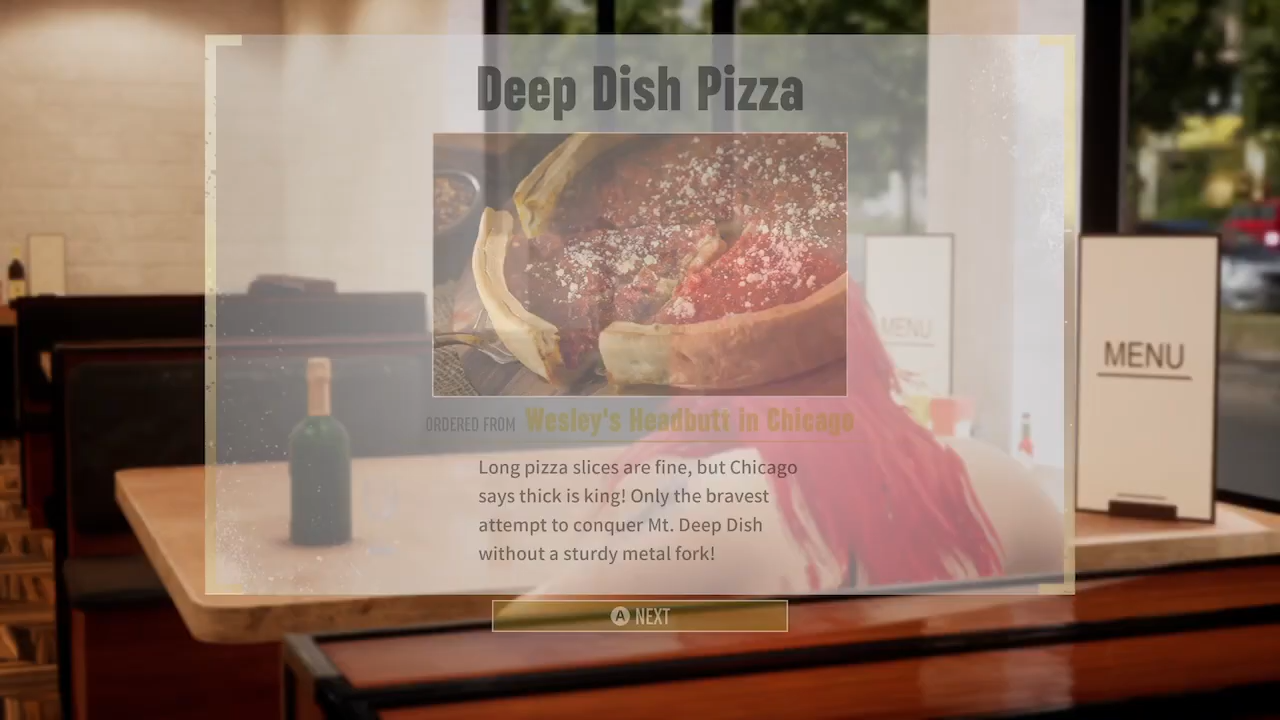 Deep Dish Pizza
ORDERED FROM Wesley's Headbutt in Chicago
Long pizza slices are fine, but Chicago
says thick is king! Only the bravest
attempt to conquer Mt. Deep Dish
without a sturdy metal fork!
A NEXT
MENU
MENU